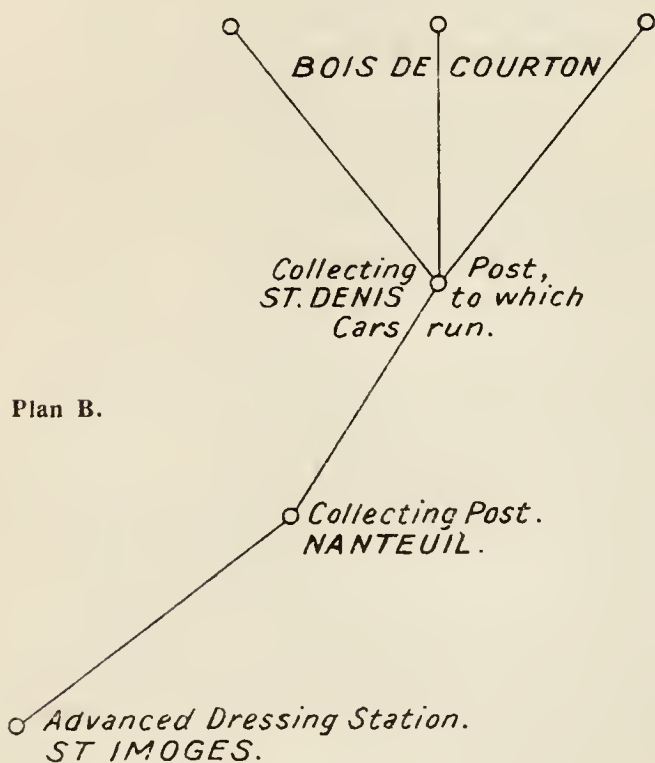 BOIS DE COURTON
Collecting Post,
ST. DENIS to which
Cars run.
Plan B.
Collecting Post.
NANTEUIL.
Advanced Dressing Station.
ST IMOGES.